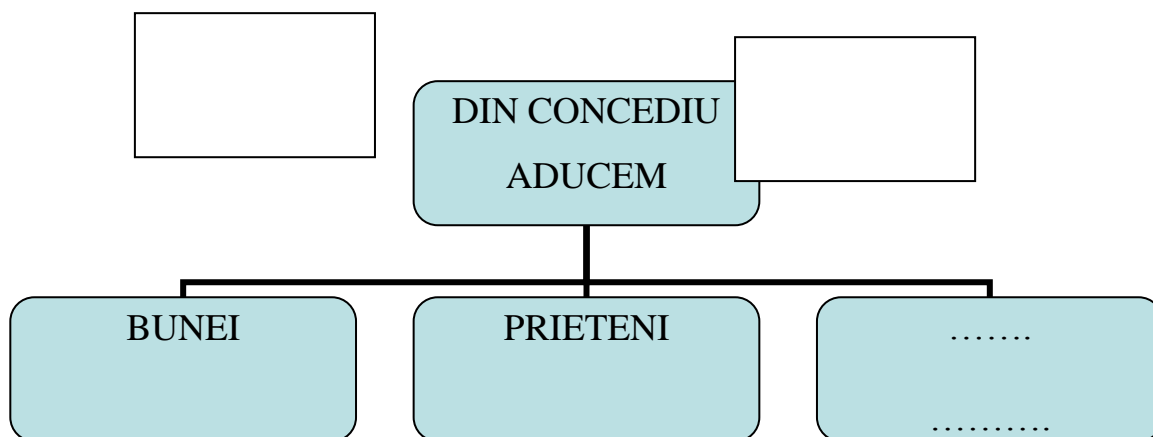 DIN CONCEDIU
ADUCEM
BUNEI
PRIETENI
.......
..........